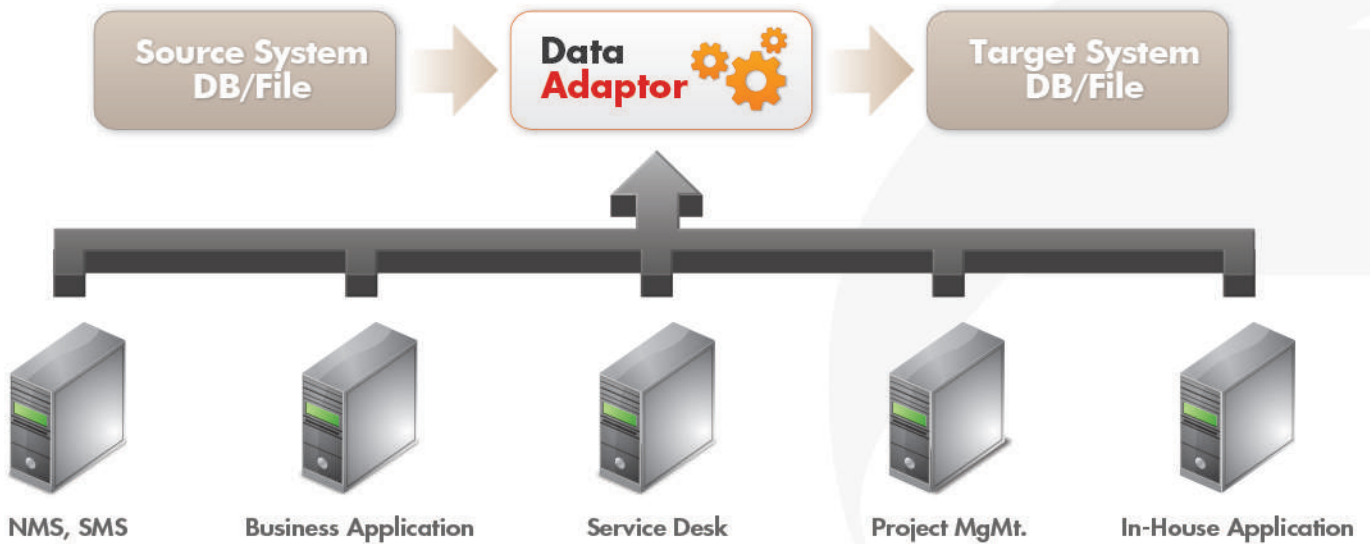 Source System
DB/File
Data
Adaptor
Target System
DB/File
NMS, SMS
Business Application
Service Desk
Project MgMt.
In-House Application